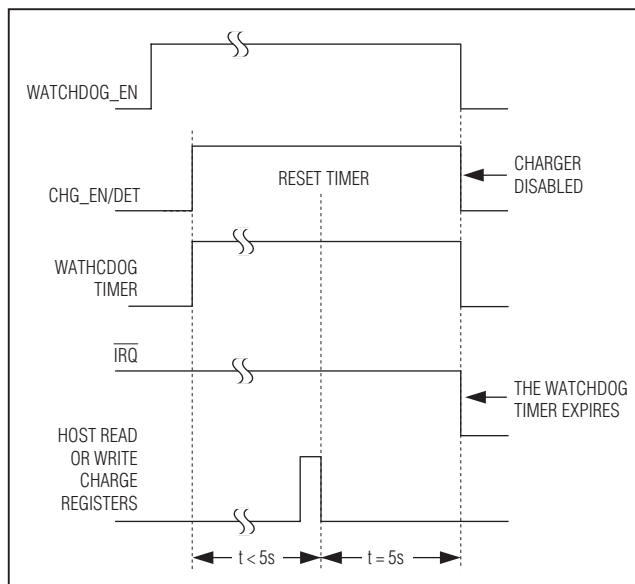 WATCHDOG_EN
CHG_EN/DET
RESET TIMER
CHARGER
DISABLED
WATHCDOG
TIMER
IRQ
THE WATCHDOG
TIMER EXPIRES
HOST READ
OR WRITE
CHARGE
REGISTERS
t < 5s
t = 5s